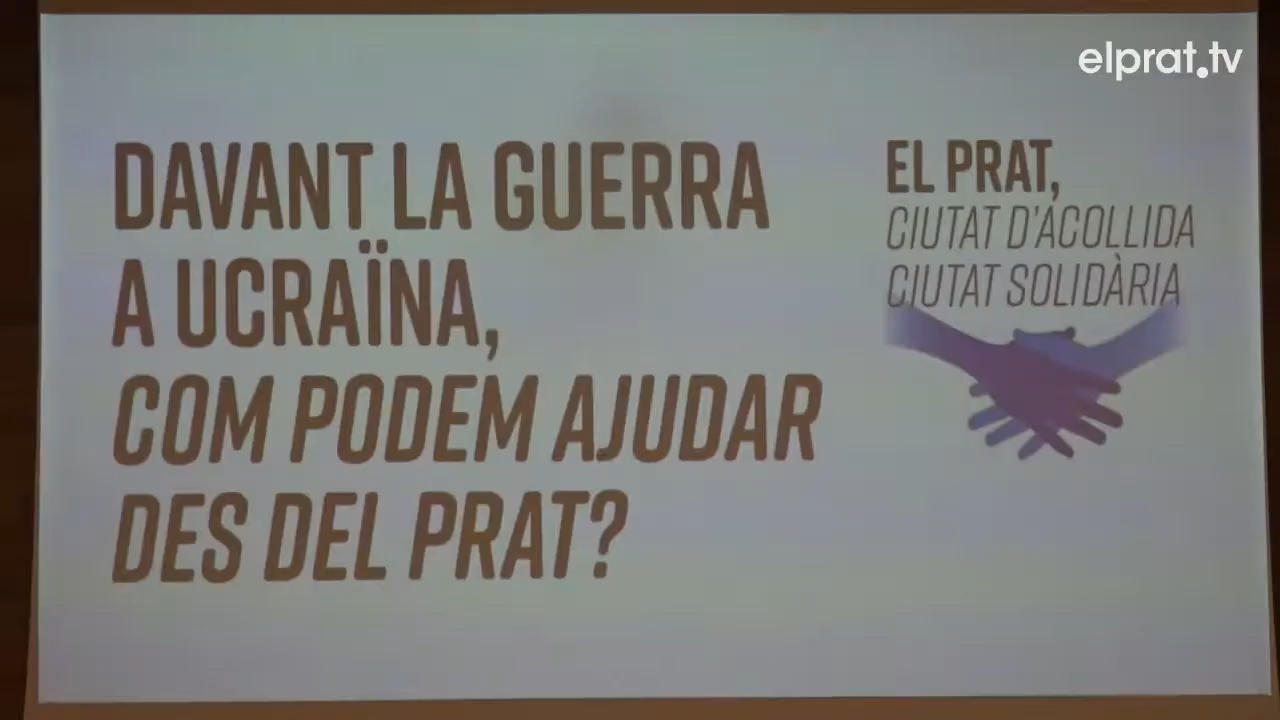 elprat.tv
DAVANT LA GUERRA
A UCRAÏNA,
COM PODEM AJUDAR
DES DEL PRAT?
EL PRAT,
CIUTAT D'ACOLLIDA
CIUTAT SOLIDÀRIA